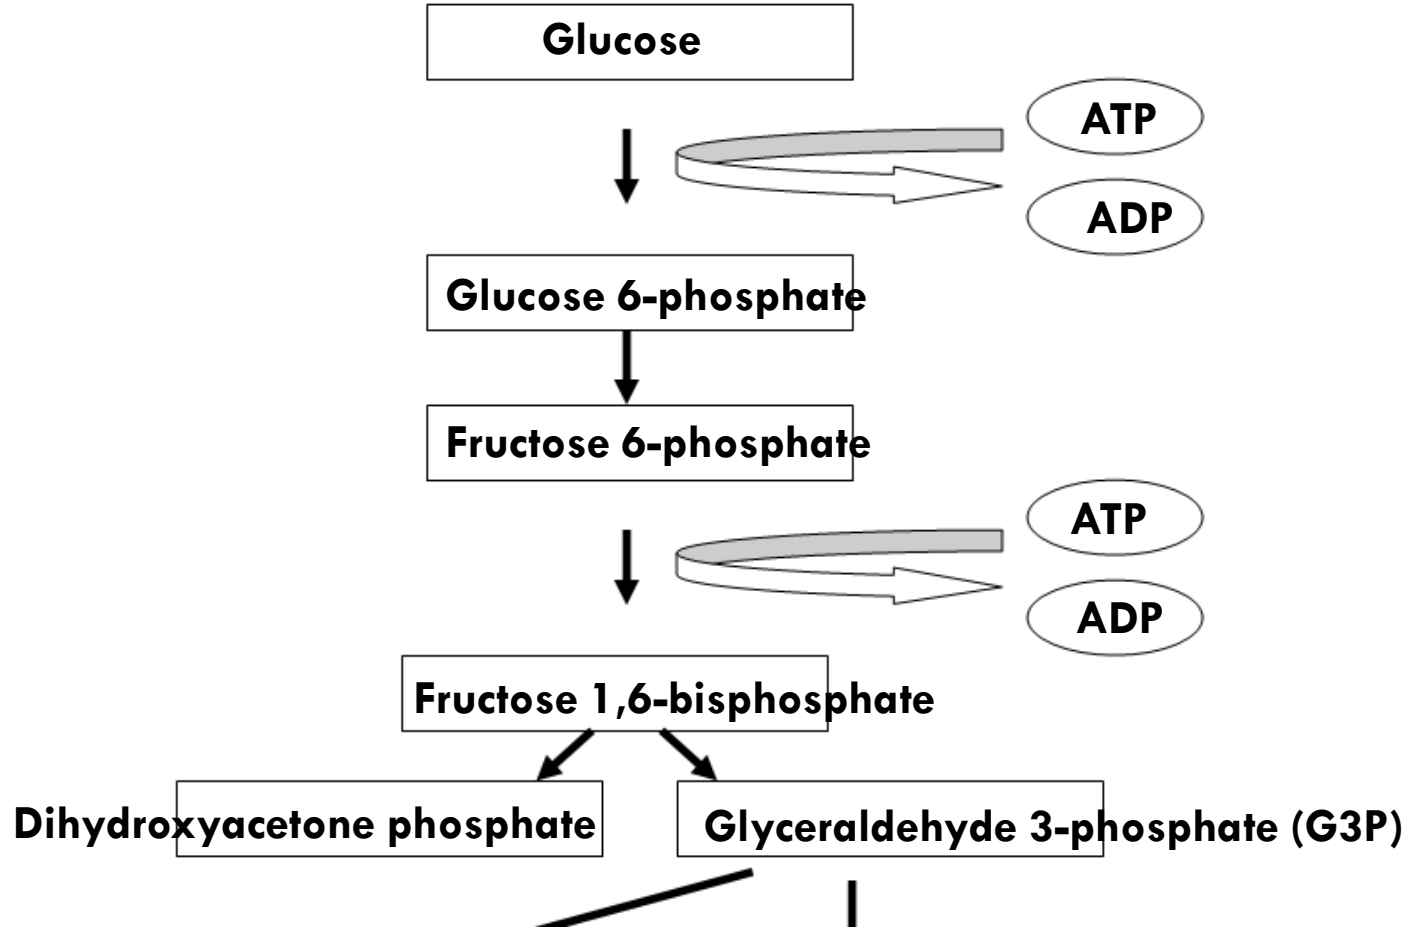 Glucose
ATP
ADP
Glucose 6-phosphate
Fructose 6-phosphate
ATP
ADP
Fructose 1,6-bisphosphate
Dihydroxyacetone phosphate
Glyceraldehyde 3-phosphate (G3P)